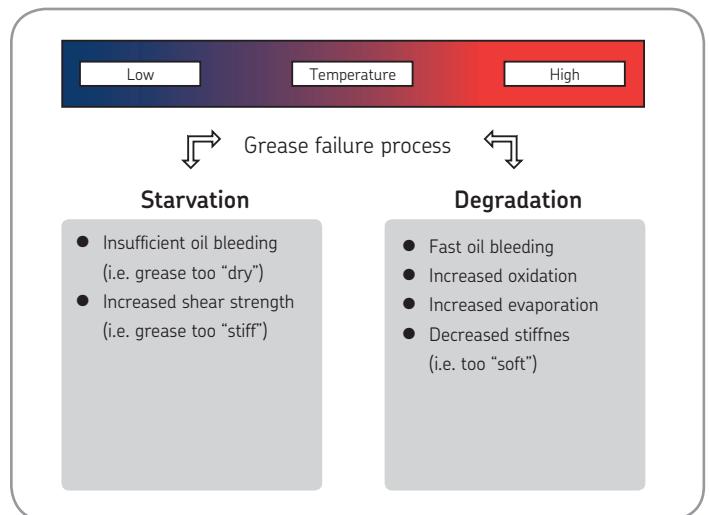 Low Temperature High
Grease failure process
Starvation
● Insufficient oil bleeding
(i.e. grease too “dry”)
● Increased shear strength
(i.e. grease too “stiff”)
Degradation
● Fast oil bleeding
● Increased oxidation
● Increased evaporation
● Decreased stiffnes
(i.e. too “soft”)